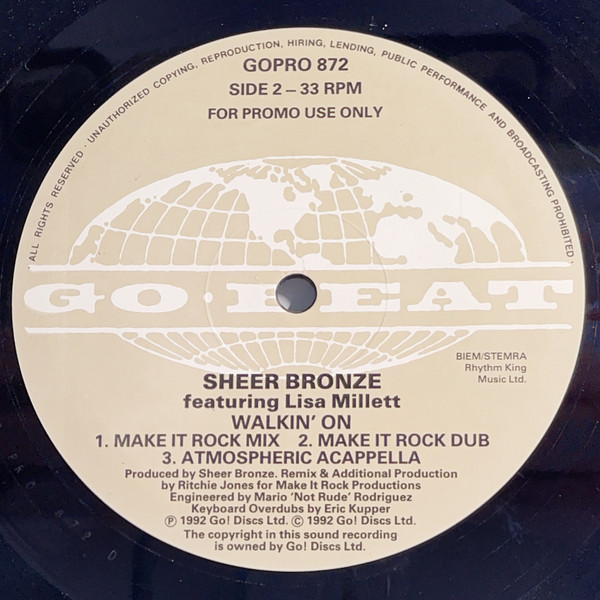 ALL RIGHTS RESERVED · UNAUTHORIZED COPYING, REPRODUCTION, HIRING, LENDING, PUBLIC PERFORMANCE AND BROADCASTING PROHIBITED
GOPRO 872
SIDE 2 – 33 RPM
FOR PROMO USE ONLY
GO · BEAT
BIEM/STEMRA
Rhythm King
Music Ltd.
SHEER BRONZE
featuring Lisa Millett
WALKIN' ON
1. MAKE IT ROCK MIX 2. MAKE IT ROCK DUB
3. ATMOSPHERIC ACAPPELLA
Produced by Sheer Bronze. Remix & Additional Production
by Ritchie Jones for Make It Rock Productions
Engineered by Mario 'Not Rude' Rodriguez
Keyboard Overdubs by Eric Kupper
Ⓟ 1992 Go! Discs Ltd. © 1992 Go! Discs Ltd.
The copyright in this sound recording
is owned by Go! Discs Ltd.